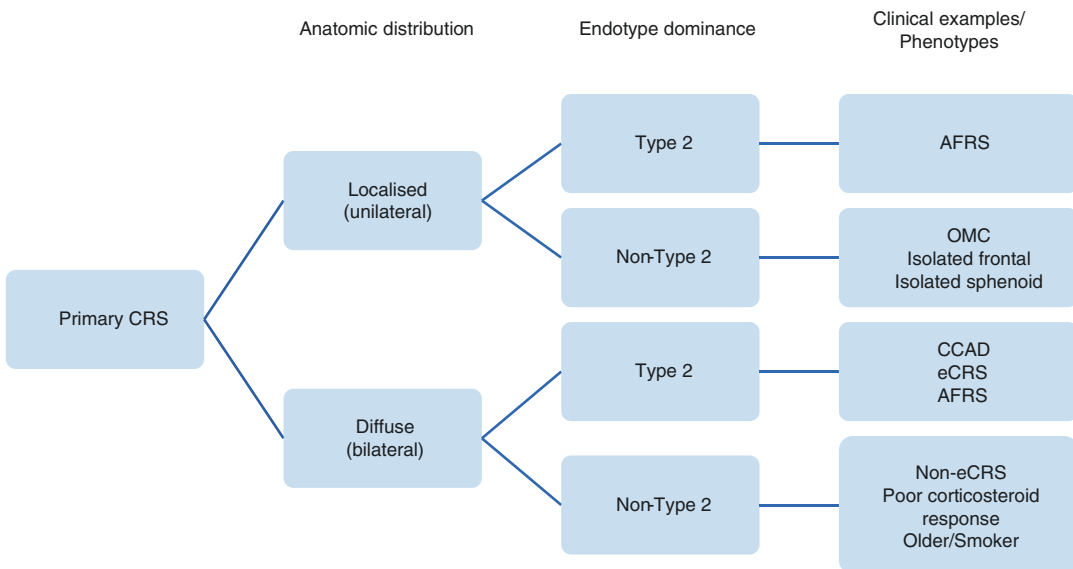 Anatomic distribution
Endotype dominance
Clinical examples/
Phenotypes
Primary CRS
Localised
(unilateral)
Type 2
AFRS
Non-Type 2
OMC
Isolated frontal
Isolated sphenoid
Diffuse
(bilateral)
Type 2
CCAD
eCRS
AFRS
Non-Type 2
Non-eCRS
Poor corticosteroid
response
Older/Smoker